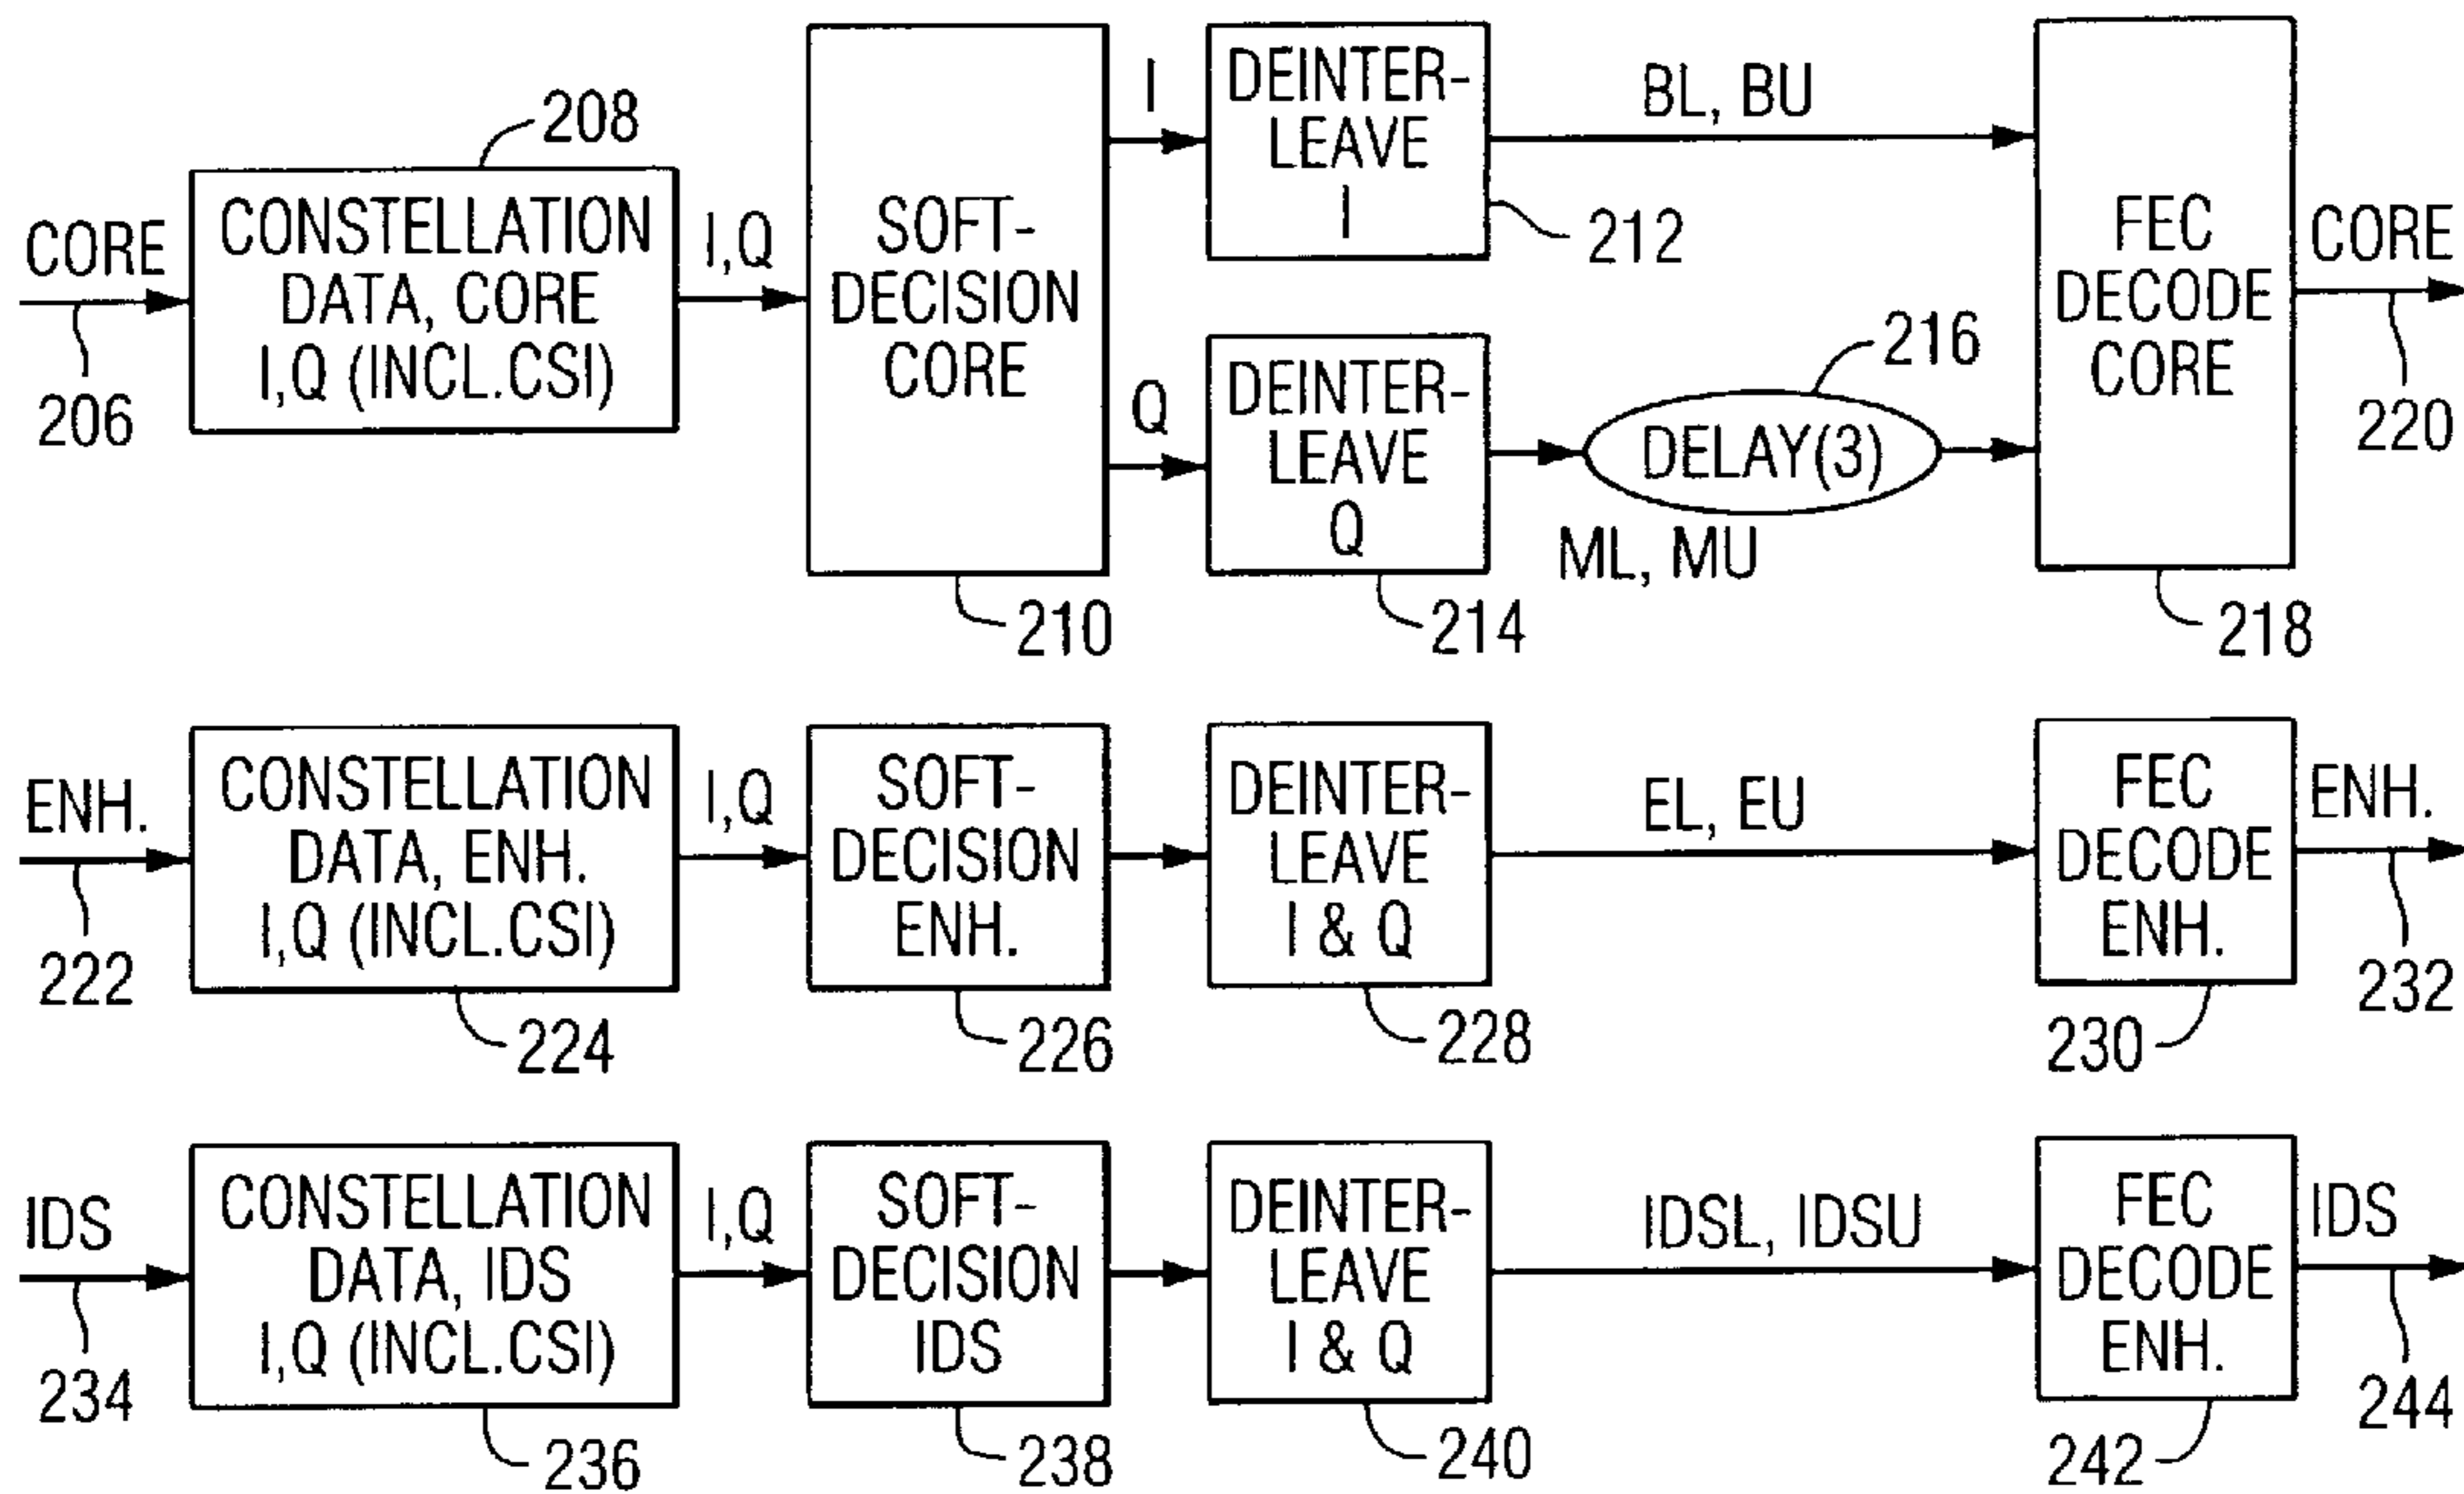 CORE
206
208
CONSTELLATION
DATA, CORE
I,Q (INCL.CSI)
I,Q
SOFT-
DECISION
CORE
210
I
DEINTER-
LEAVE
I
212
BL, BU
Q
DEINTER-
LEAVE
Q
214
216
DELAY(3)
ML, MU
FEC
DECODE
CORE
218
CORE
220
ENH.
222
CONSTELLATION
DATA, ENH.
I,Q (INCL.CSI)
224
I,Q
SOFT-
DECISION
ENH.
226
DEINTER-
LEAVE
I & Q
228
EL, EU
FEC
DECODE
ENH.
230
ENH.
232
IDS
234
CONSTELLATION
DATA, IDS
I,Q (INCL.CSI)
236
I,Q
SOFT-
DECISION
IDS
238
DEINTER-
LEAVE
I & Q
240
IDSL, IDSU
FEC
DECODE
ENH.
242
IDS
244